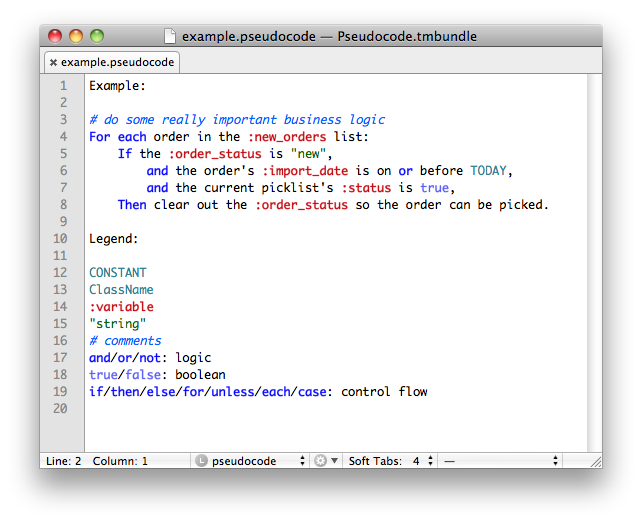 example.pseudocode — Pseudocode.tmbundle
× example.pseudocode
1 Example:
2
3 # do some really important business logic
4 For each order in the :new_orders list:
5     If the :order_status is "new",
6         and the order's :import_date is on or before TODAY,
7         and the current picklist's :status is true,
8     Then clear out the :order_status so the order can be picked.
9
10 Legend:
11
12 CONSTANT
13 ClassName
14 :variable
15 "string"
16 # comments
17 and/or/not: logic
18 true/false: boolean
19 if/then/else/for/unless/each/case: control flow
20
Line: 2 Column: 1 L pseudocode Soft Tabs: 4 —